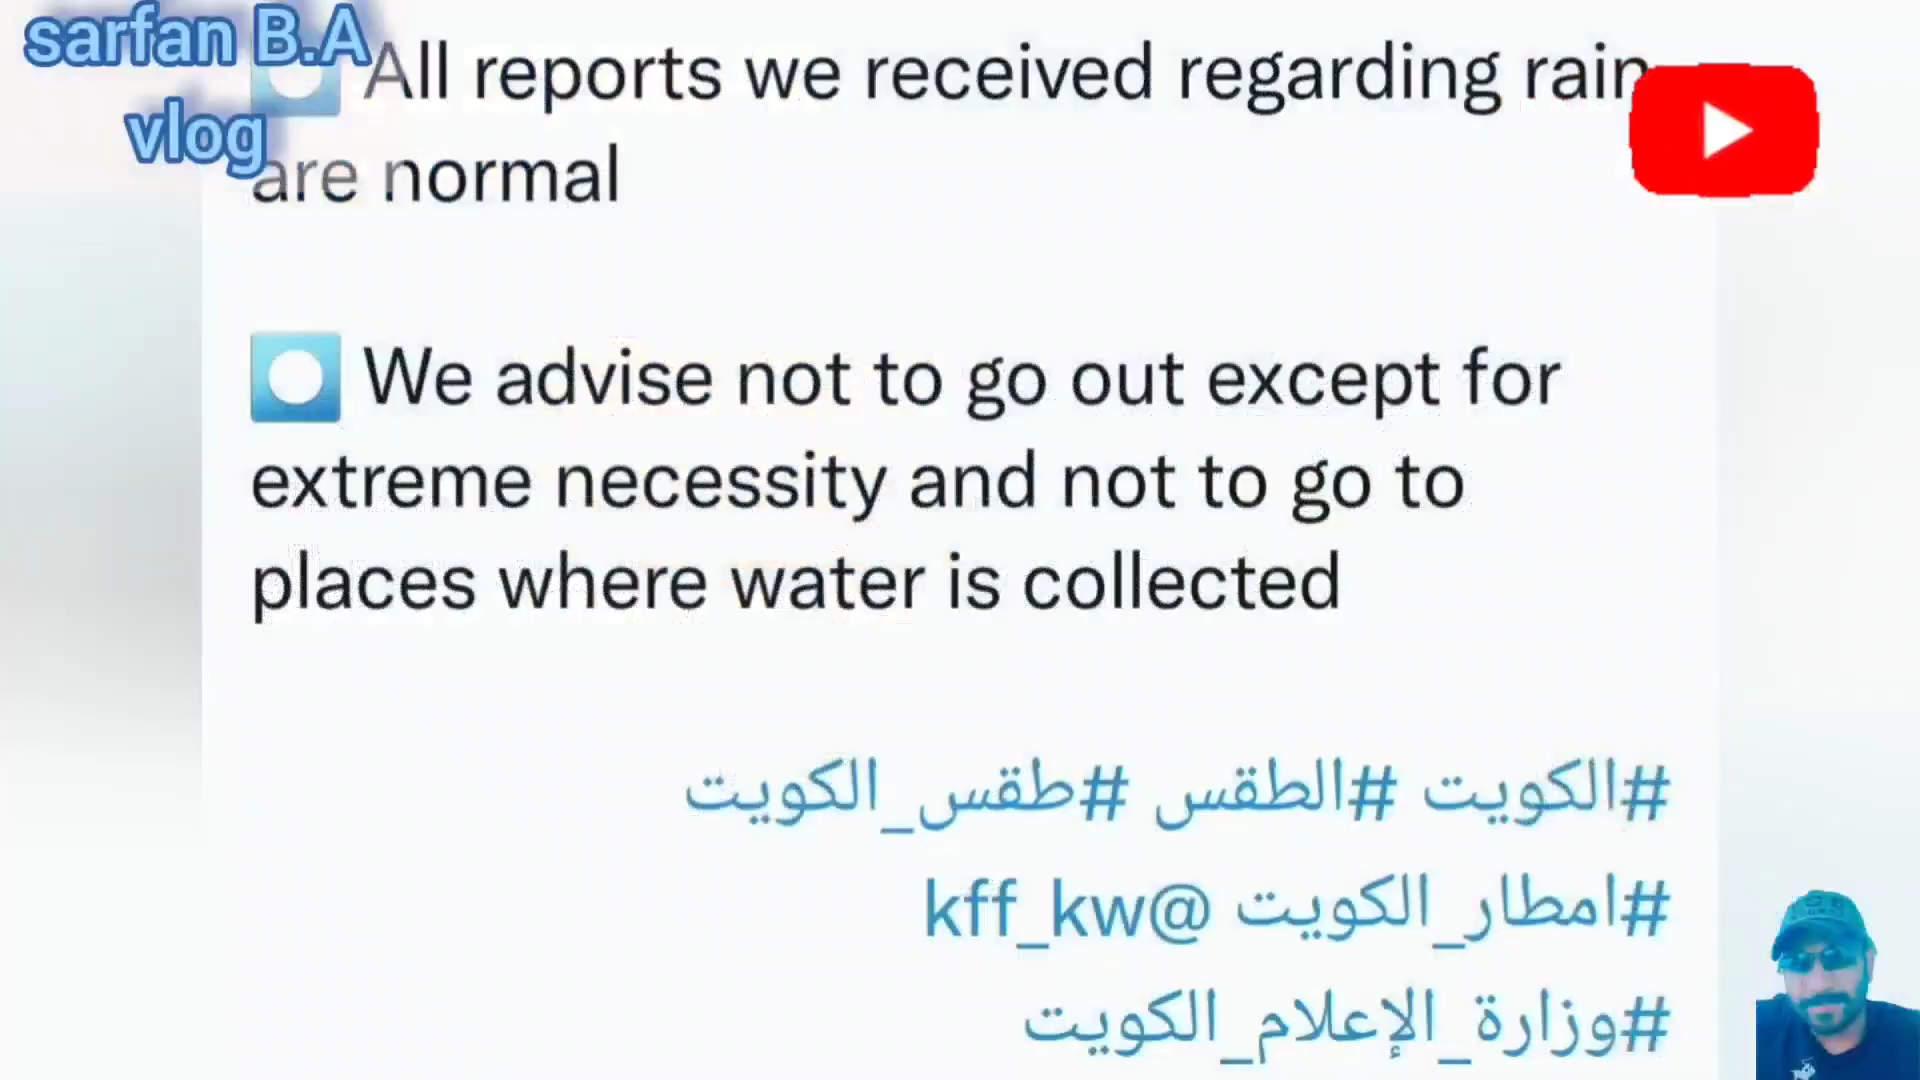 sarfan B.A
vlog
All reports we received regarding rain
are normal
We advise not to go out except for
extreme necessity and not to go to
places where water is collected
#الكويت #الطقس #طقس_الكويت
#امطار_الكويت @kff_kw
#وزارة_الإعلام_الكويت